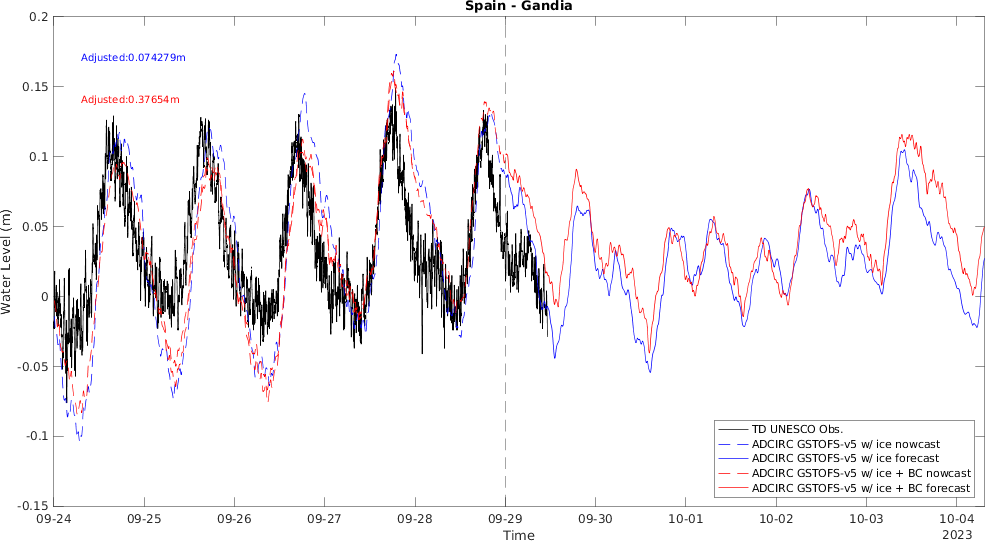 Spain - Gandia
Adjusted:0.074279m
Adjusted:0.37654m
Water Level (m)
0.2
0.15
0.1
0.05
0
-0.05
-0.1
-0.15
TD UNESCO Obs.
ADCIRC GSTOFS-v5 w/ ice nowcast
ADCIRC GSTOFS-v5 w/ ice forecast
ADCIRC GSTOFS-v5 w/ ice + BC nowcast
ADCIRC GSTOFS-v5 w/ ice + BC forecast
09-24 09-25 09-26 09-27 09-28 09-29 09-30 10-01 10-02 10-03 10-04
Time
2023